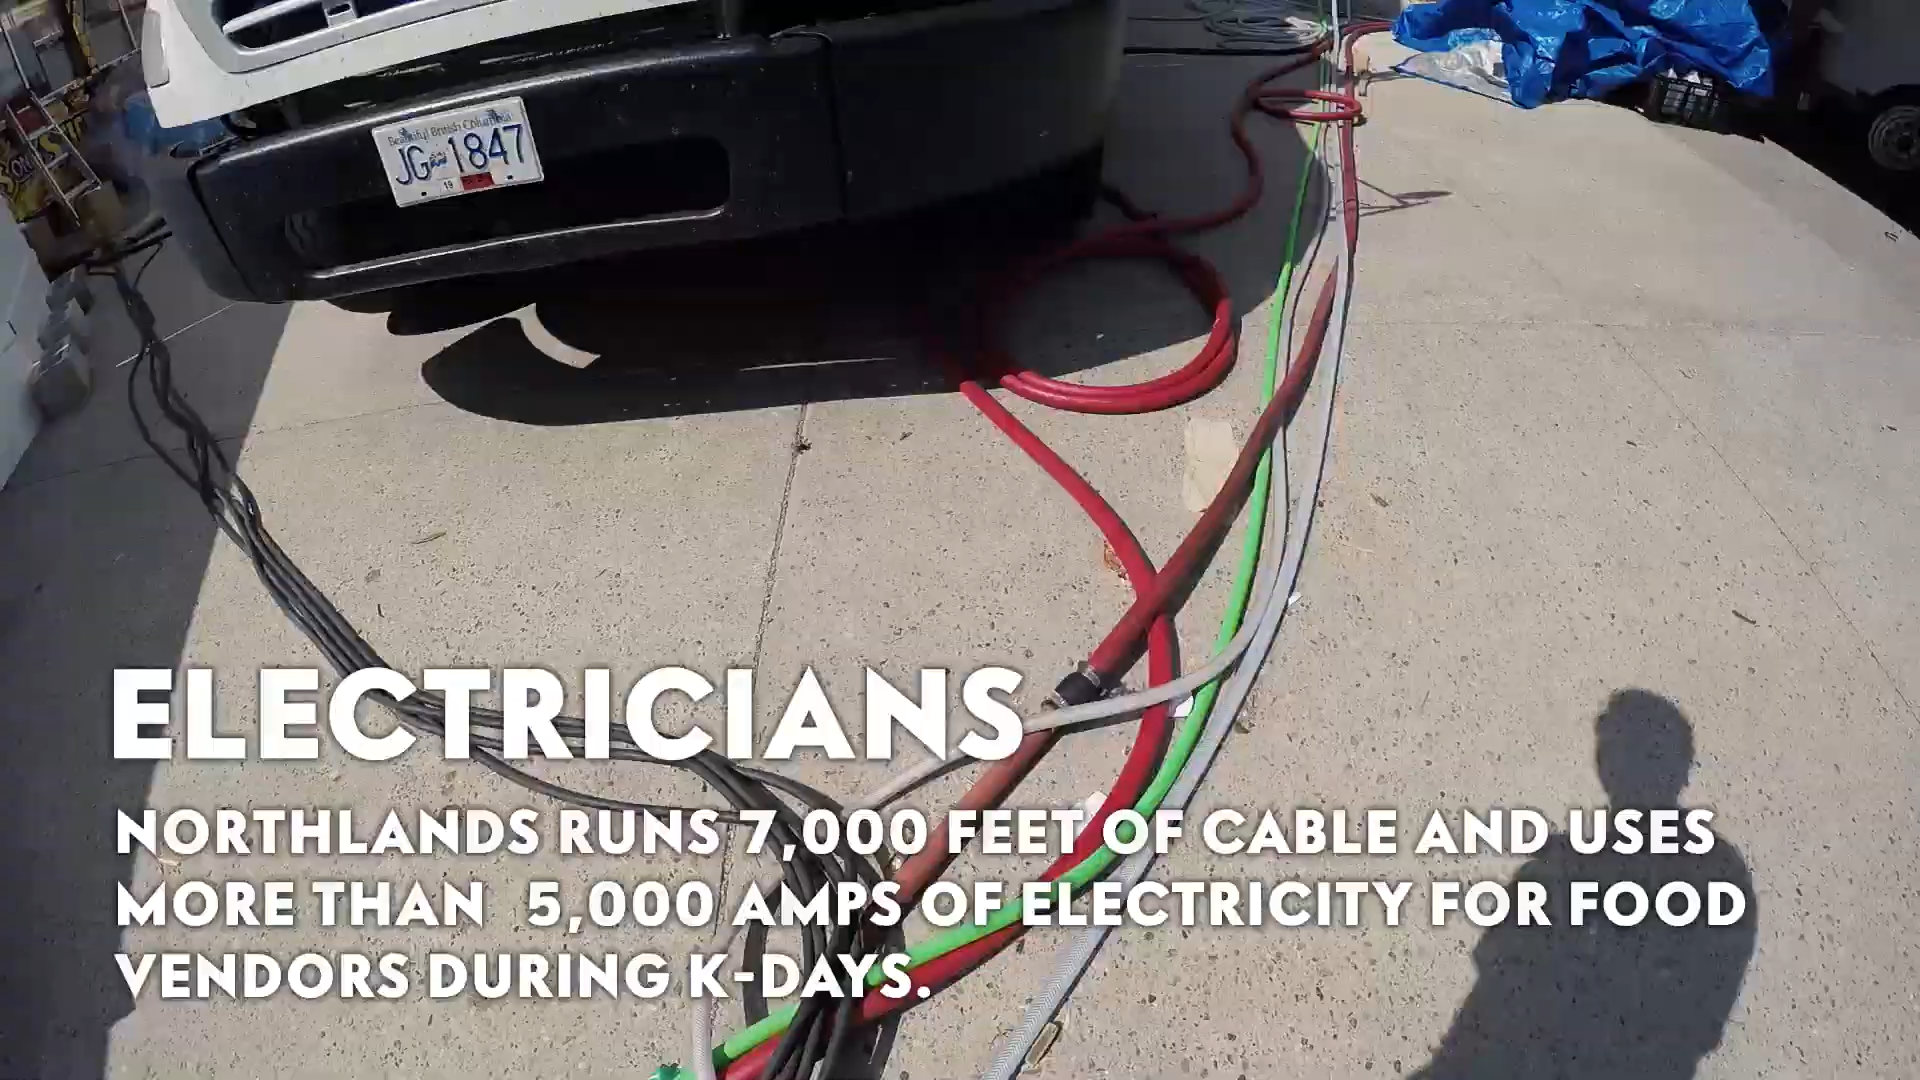 Beautiful British Columbia
JG 1847
19
ELECTRICIANS
NORTHLANDS RUNS 7,000 FEET OF CABLE AND USES
MORE THAN 5,000 AMPS OF ELECTRICITY FOR FOOD
VENDORS DURING K-DAYS.